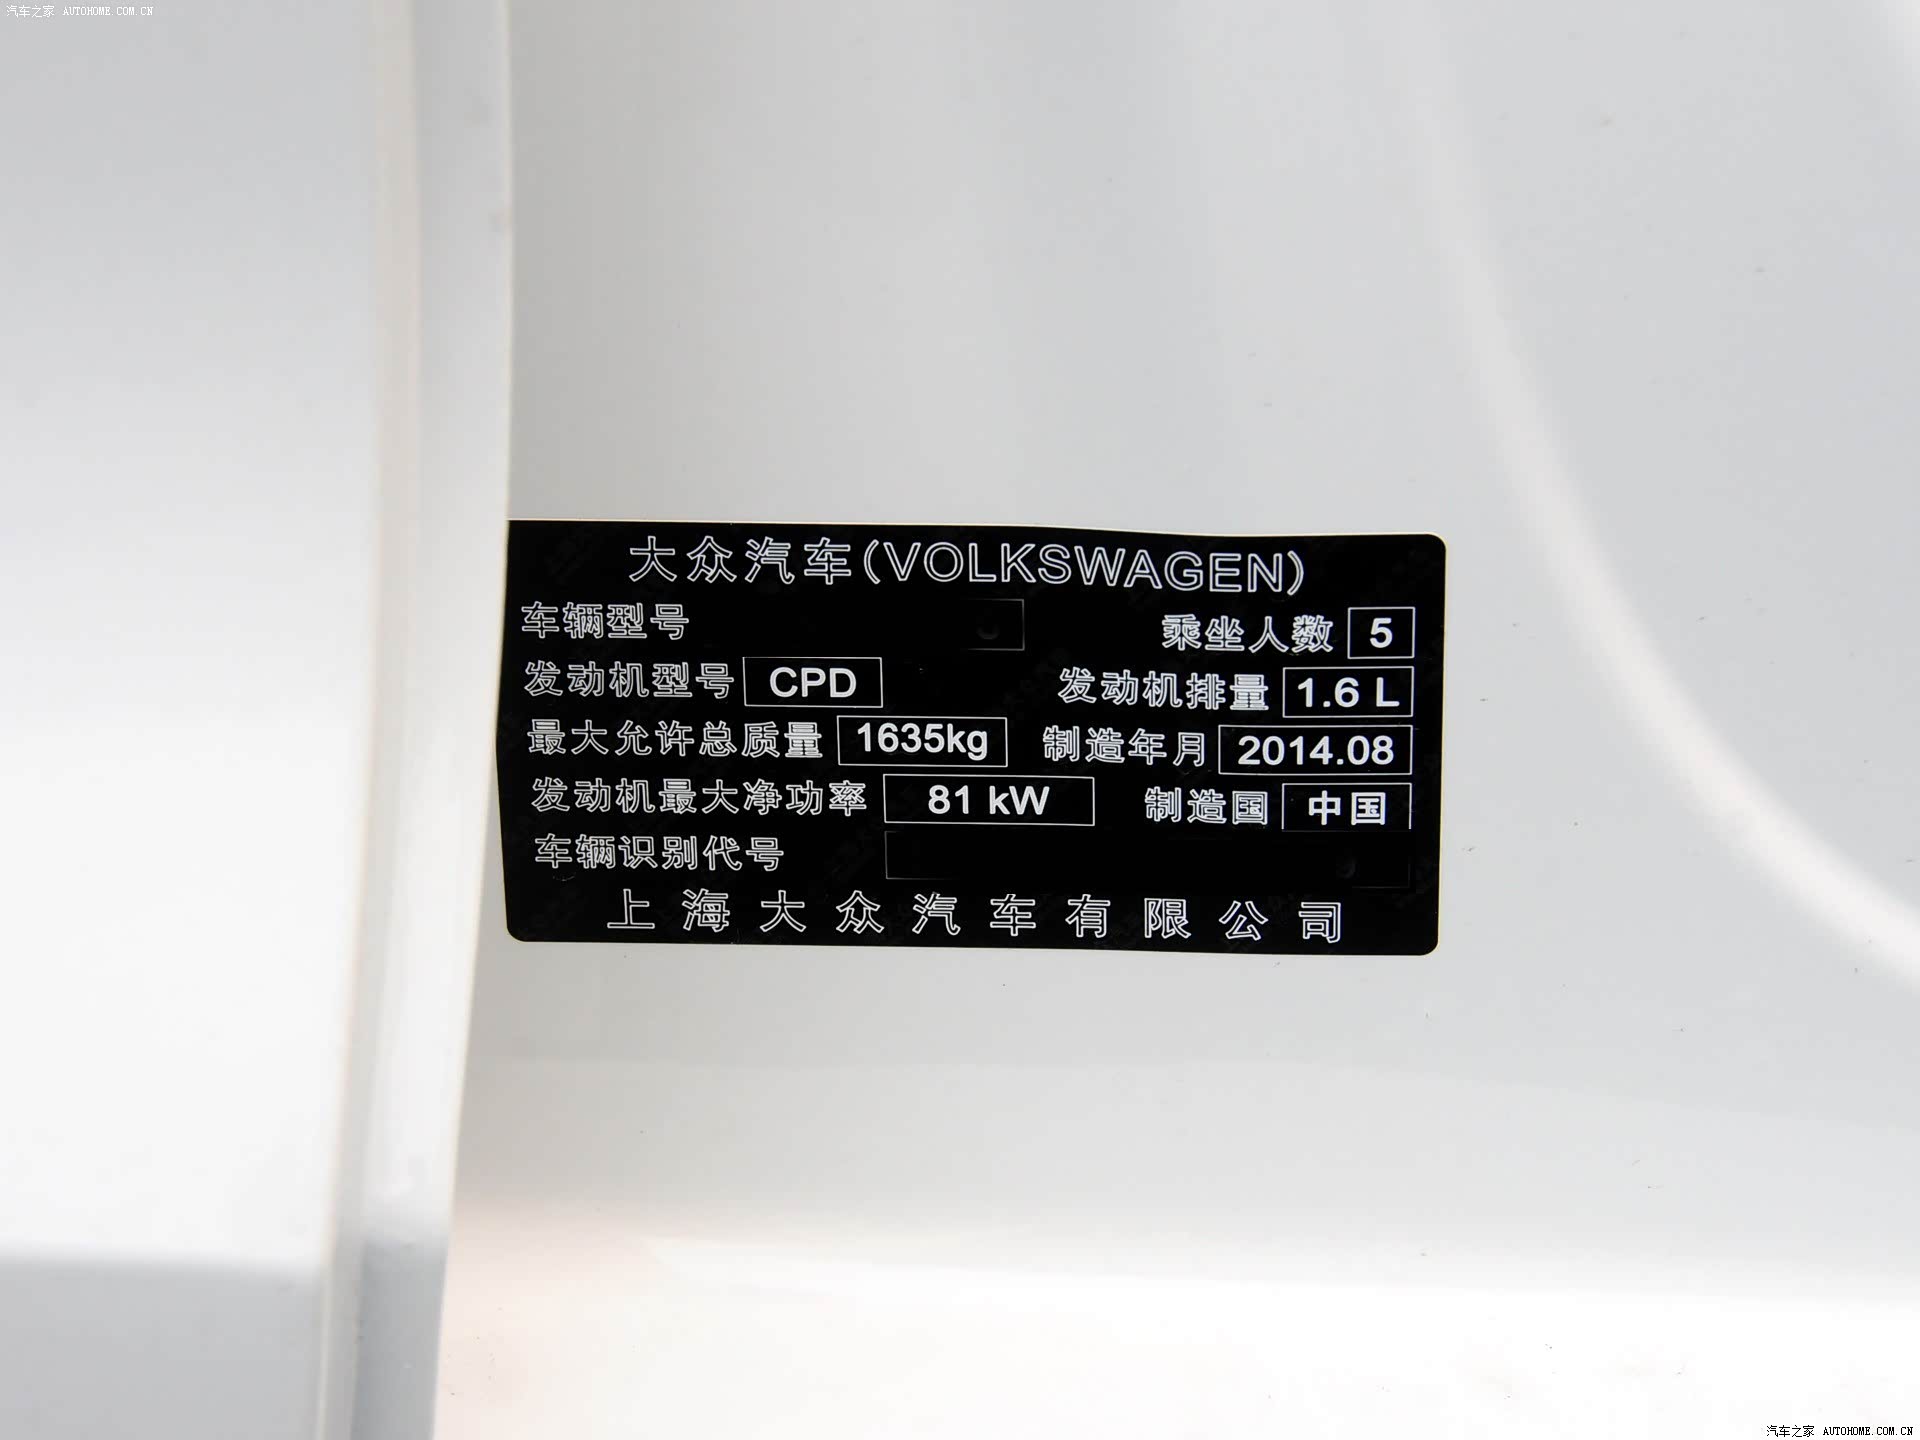 汽车之家 AUTOHOME.COM.CN
大众汽车(VOLKSWAGEN)
车辆型号 乘坐人数 5
发动机型号 CPD 发动机排量 1.6 L
最大允许总质量 1635kg 制造年月 2014.08
发动机最大净功率 81 kW 制造国 中国
车辆识别代号
上海大众汽车有限公司
汽车之家 AUTOHOME.COM.CN